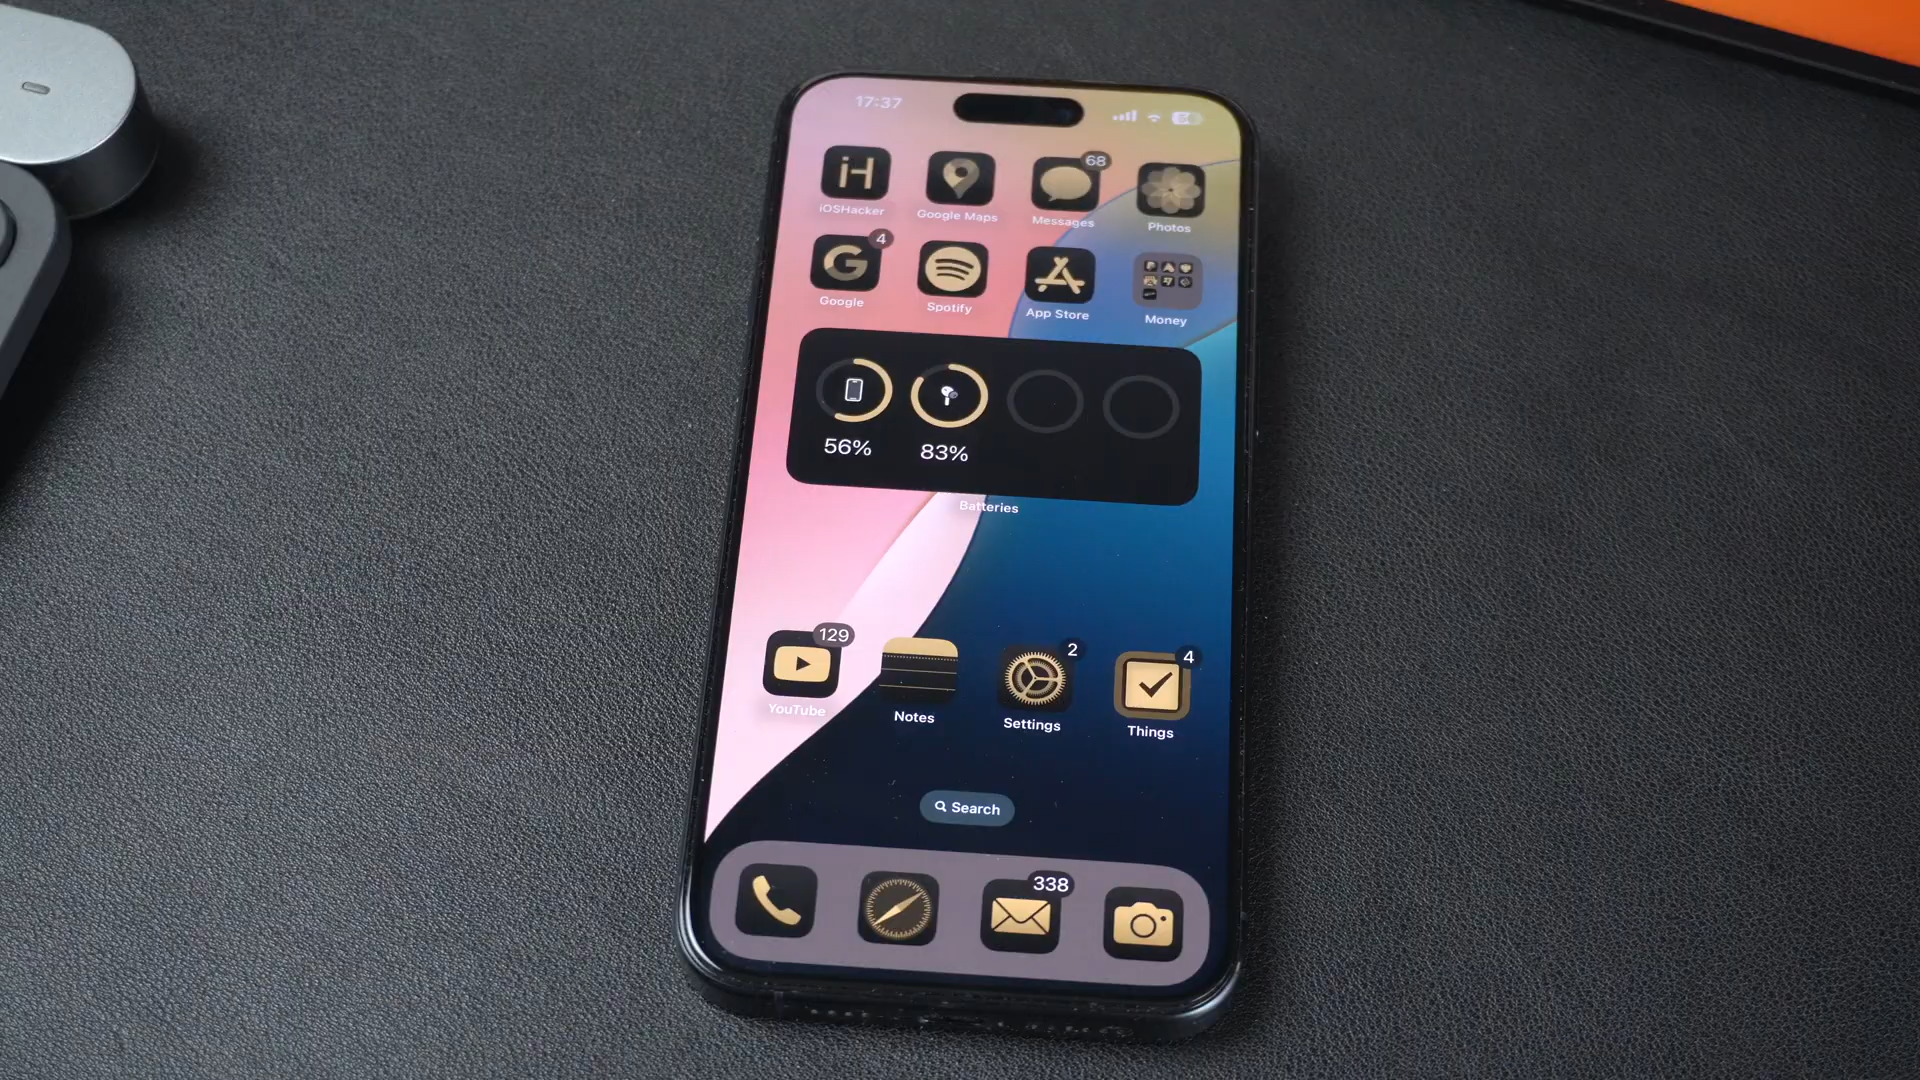 17:37
68
iOSHacker Google Maps Messages Photos
4
Google Spotify App Store Money
56% 83%
Batteries
129 2 4
YouTube Notes Settings Things
Search
338